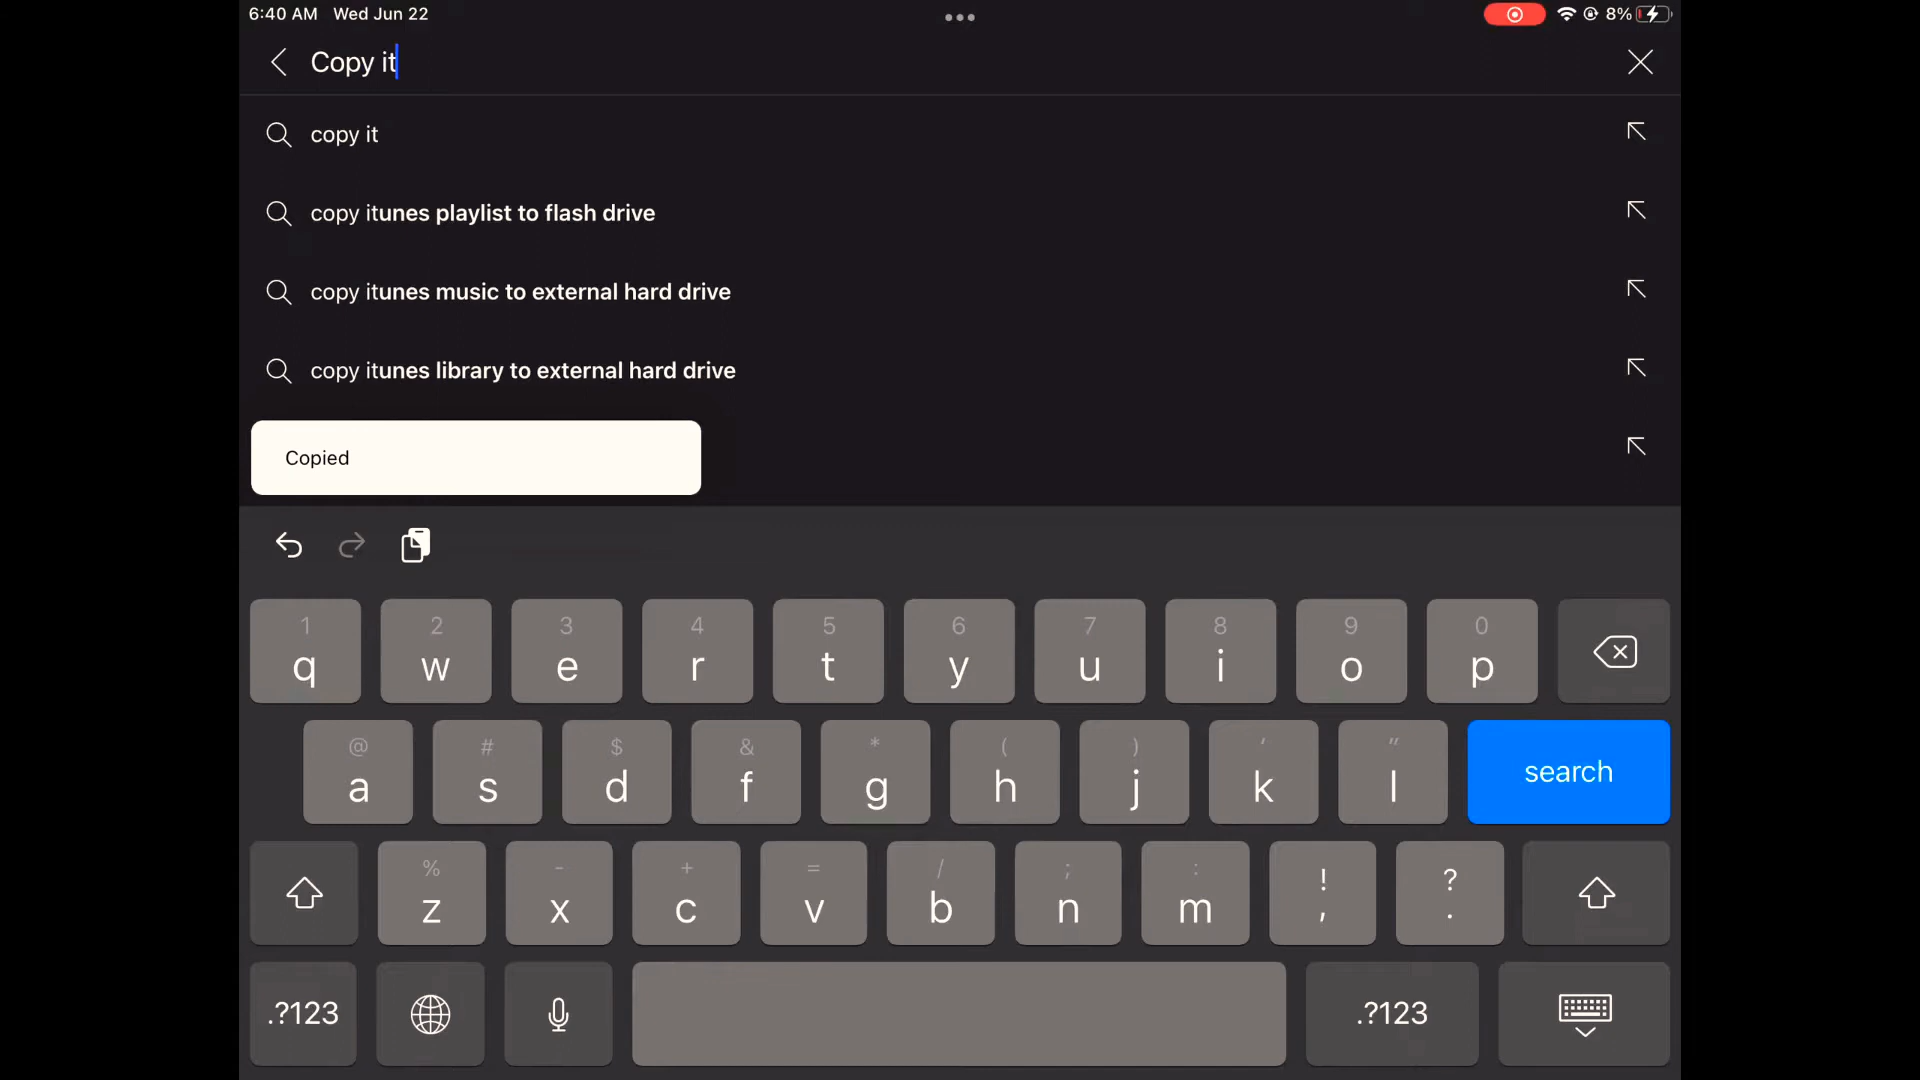 6:40 AM Wed Jun 22
8%
Copy it
copy it
copy itunes playlist to flash drive
copy itunes music to external hard drive
copy itunes library to external hard drive
Copied
1 2 3 4 5 6 7 8 9 0
q w e r t y u i o p
@ # $ & * ( ) ' "
a s d f g h j k l search
% - + = / ; : ! ?
z x c v b n m , .
.?123 .?123